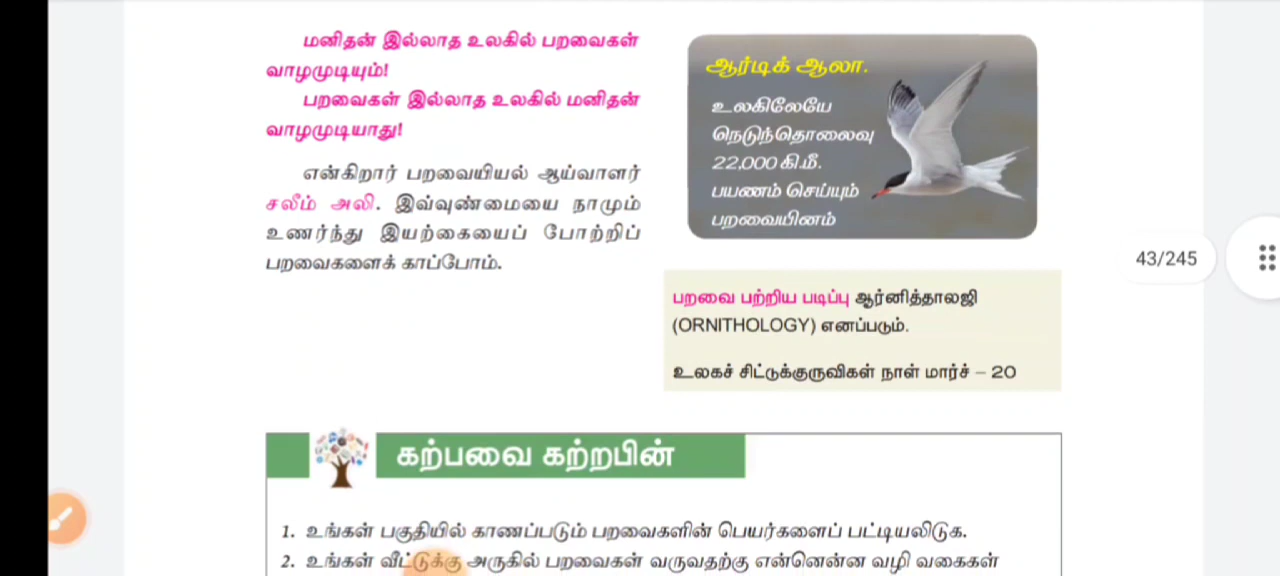 மனிதன் இல்லாத உலகில் பறவைகள்
வாழமுடியும்!
பறவைகள் இல்லாத உலகில் மனிதன்
வாழமுடியாது!
என்கிறார் பறவையியல் ஆய்வாளர்
சலீம் அலி. இவ்வுண்மையை நாமும்
உணர்ந்து இயற்கையைப் போற்றிப்
பறவைகளைக் காப்போம்.
ஆர்டிக் ஆலா.
உலகிலேயே
நெடுந்தொலைவு
22,000 கி.மீ.
பயணம் செய்யும்
பறவையினம்
43/245
பறவை பற்றிய படிப்பு ஆர்னித்தாலஜி
(ORNITHOLOGY) எனப்படும்.
உலகச் சிட்டுக்குருவிகள் நாள் மார்ச் – 20
கற்பவை கற்றபின்
1. உங்கள் பகுதியில் காணப்படும் பறவைகளின் பெயர்களைப் பட்டியலிடுக.
2. உங்கள் வீட்டுக்கு அருகில் பறவைகள் வருவதற்கு என்னென்ன வழி வகைகள்